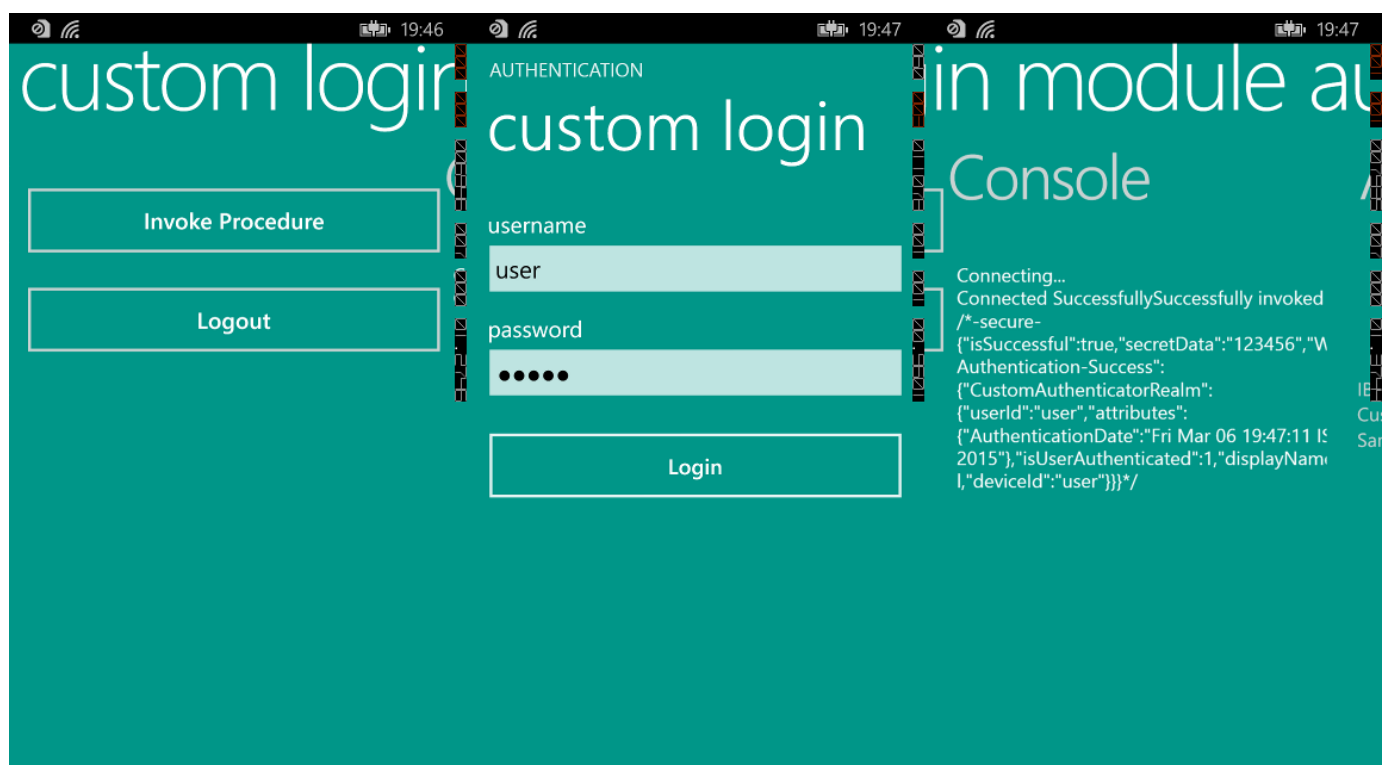 19:46
custom login
Invoke Procedure
Logout
19:47
AUTHENTICATION
custom login
username
user
password
•••••
Login
19:47
in module au
Console
Connecting...
Connected SuccessfullySuccessfully invoked
/*-secure-
{"isSuccessful":true,"secretData":"123456","W
Authentication-Success":
{"CustomAuthenticatorRealm":
{"userId":"user","attributes":
{"AuthenticationDate":"Fri Mar 06 19:47:11 IS
2015"},"isUserAuthenticated":1,"displayName
l,"deviceId":"user"}}}*/
Cus